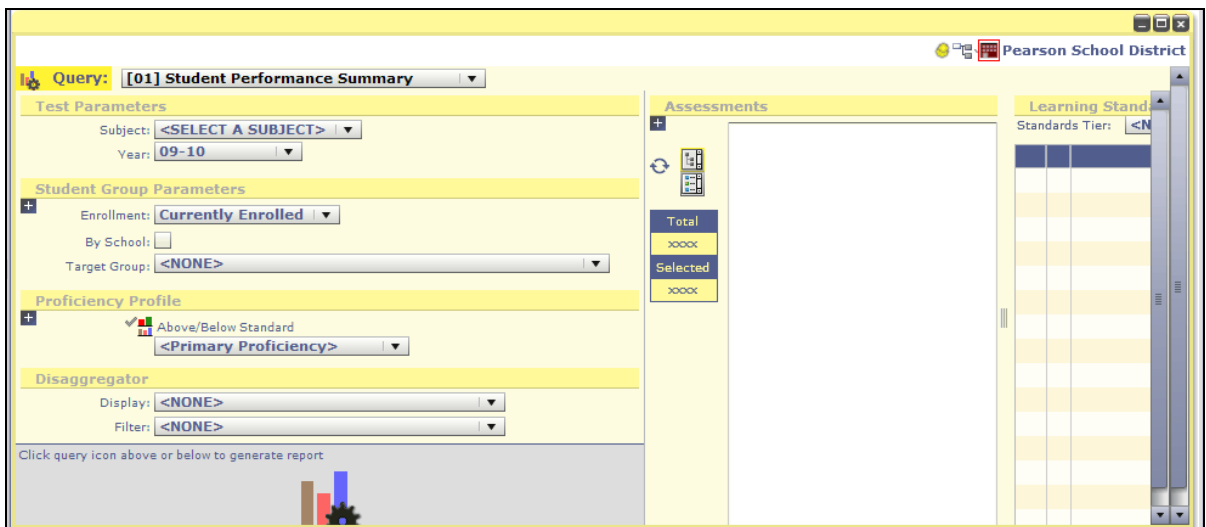 Pearson School District
Query: [01] Student Performance Summary
Test Parameters
Subject: <SELECT A SUBJECT>
Year: 09-10
Student Group Parameters
Enrollment: Currently Enrolled
By School:
Target Group: <NONE>
Proficiency Profile
Above/Below Standard
<Primary Proficiency>
Disaggregator
Display: <NONE>
Filter: <NONE>
Click query icon above or below to generate report
Assessments
Total
xxxx
Selected
xxxx
Learning Standa
Standards Tier: <N